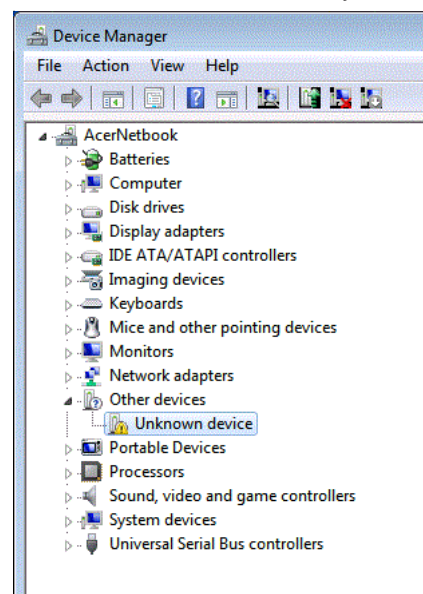 Device Manager
File Action View Help
AcerNetbook
Batteries
Computer
Disk drives
Display adapters
IDE ATA/ATAPI controllers
Imaging devices
Keyboards
Mice and other pointing devices
Monitors
Network adapters
Other devices
Unknown device
Portable Devices
Processors
Sound, video and game controllers
System devices
Universal Serial Bus controllers